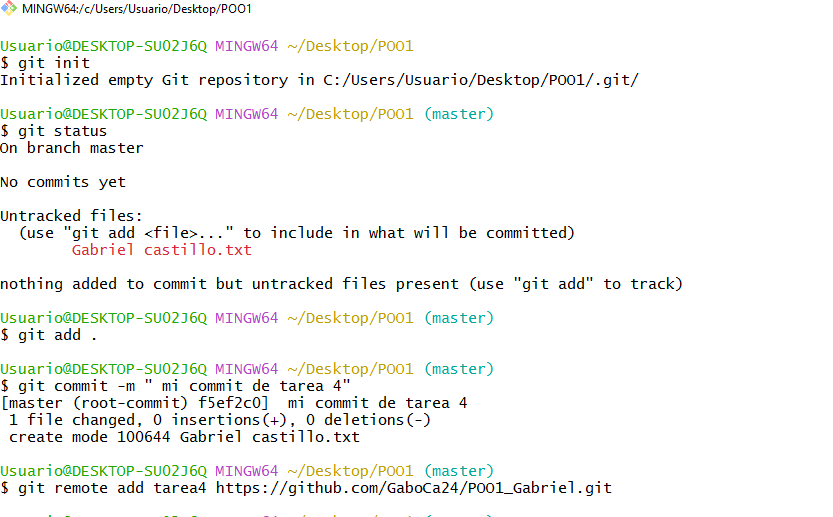 MINGW64:/c/Users/Usuario/Desktop/POO1
Usuario@DESKTOP-SUO2J6Q MINGW64 ~/Desktop/POO1
$ git init
Initialized empty Git repository in C:/Users/Usuario/Desktop/POO1/.git/
Usuario@DESKTOP-SUO2J6Q MINGW64 ~/Desktop/POO1 (master)
$ git status
On branch master
No commits yet
Untracked files:
(use "git add <file>..." to include in what will be committed)
Gabriel castillo.txt
nothing added to commit but untracked files present (use "git add" to track)
Usuario@DESKTOP-SUO2J6Q MINGW64 ~/Desktop/POO1 (master)
$ git add .
Usuario@DESKTOP-SUO2J6Q MINGW64 ~/Desktop/POO1 (master)
$ git commit -m " mi commit de tarea 4"
[master (root-commit) f5ef2c0]  mi commit de tarea 4
1 file changed, 0 insertions(+), 0 deletions(-)
create mode 100644 Gabriel castillo.txt
Usuario@DESKTOP-SUO2J6Q MINGW64 ~/Desktop/POO1 (master)
$ git remote add tarea4 https://github.com/GaboCa24/POO1_Gabriel.git